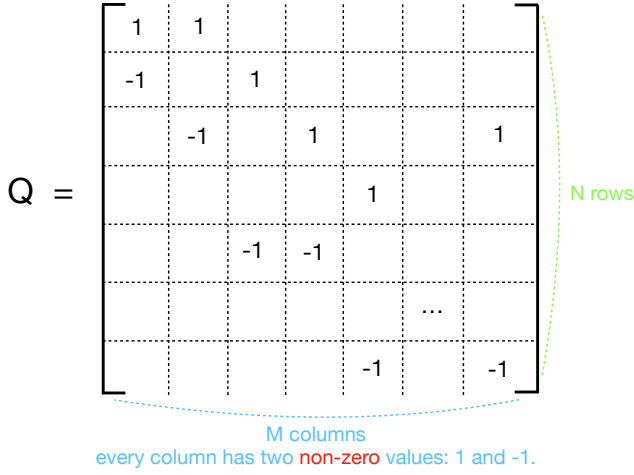 1 1
-1 1
-1 1 1
Q = 1 N rows
-1 -1
...
-1 -1
M columns
every column has two non-zero values: 1 and -1.